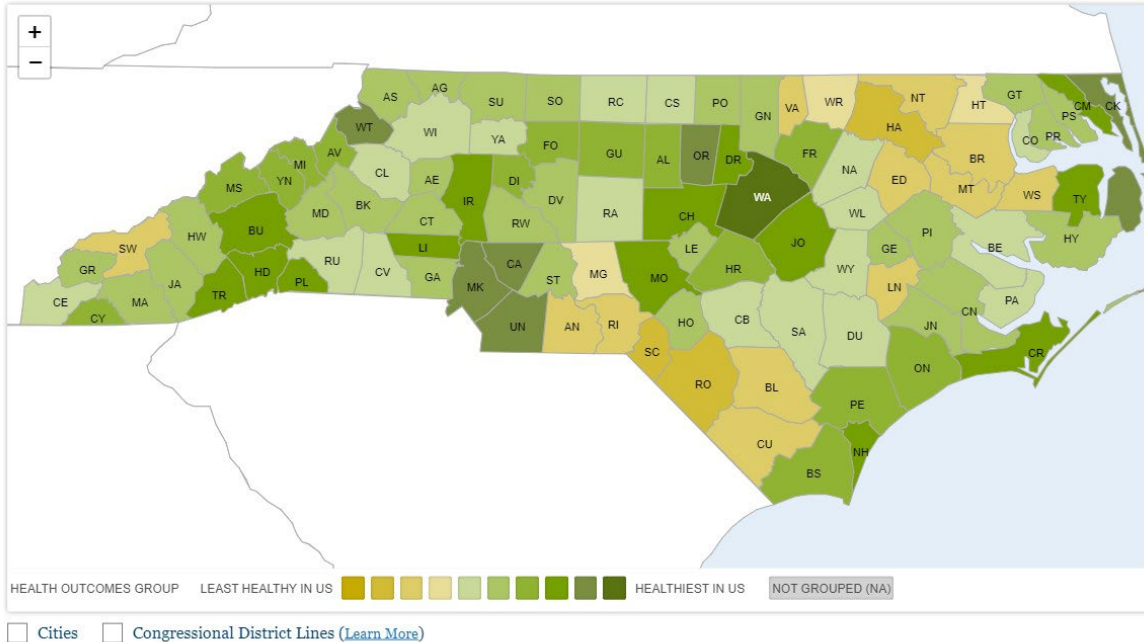 +
−
AS AG SU SO RC CS PO GN VA WR HA NT HT GT CM CK
WT WI YA FO GU AL OR DR FR NA BR CO PR PS
AV MI YN MS CL AE IR DI DV RA CH WA ED MT WS TY
SW HW BU MD BK CT RW LI WL JO LE PI BE HY
GR JA TR HD PL RU CV GA MK CA ST MG MO HR WY GE LN PA
CE CY MA UN AN RI HO CB SA DU JN CN CR
SC RO BL PE ON
CU BS NH
HEALTH OUTCOMES GROUP LEAST HEALTHY IN US HEALTHIEST IN US NOT GROUPED (NA)
Cities Congressional District Lines (Learn More)